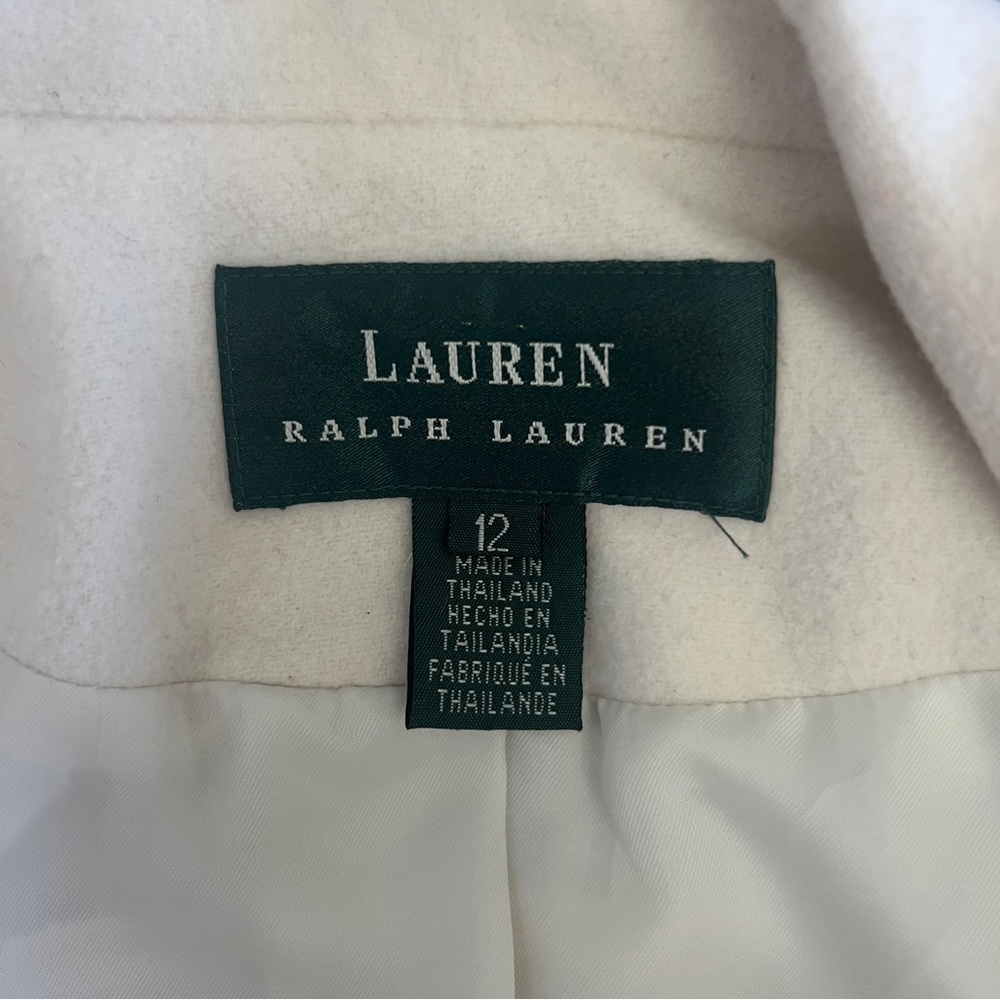 LAUREN
RALPH LAUREN
12
MADE IN
THAILAND
HECHO EN
TAILANDIA
FABRIQUÉ EN
THAILANDE